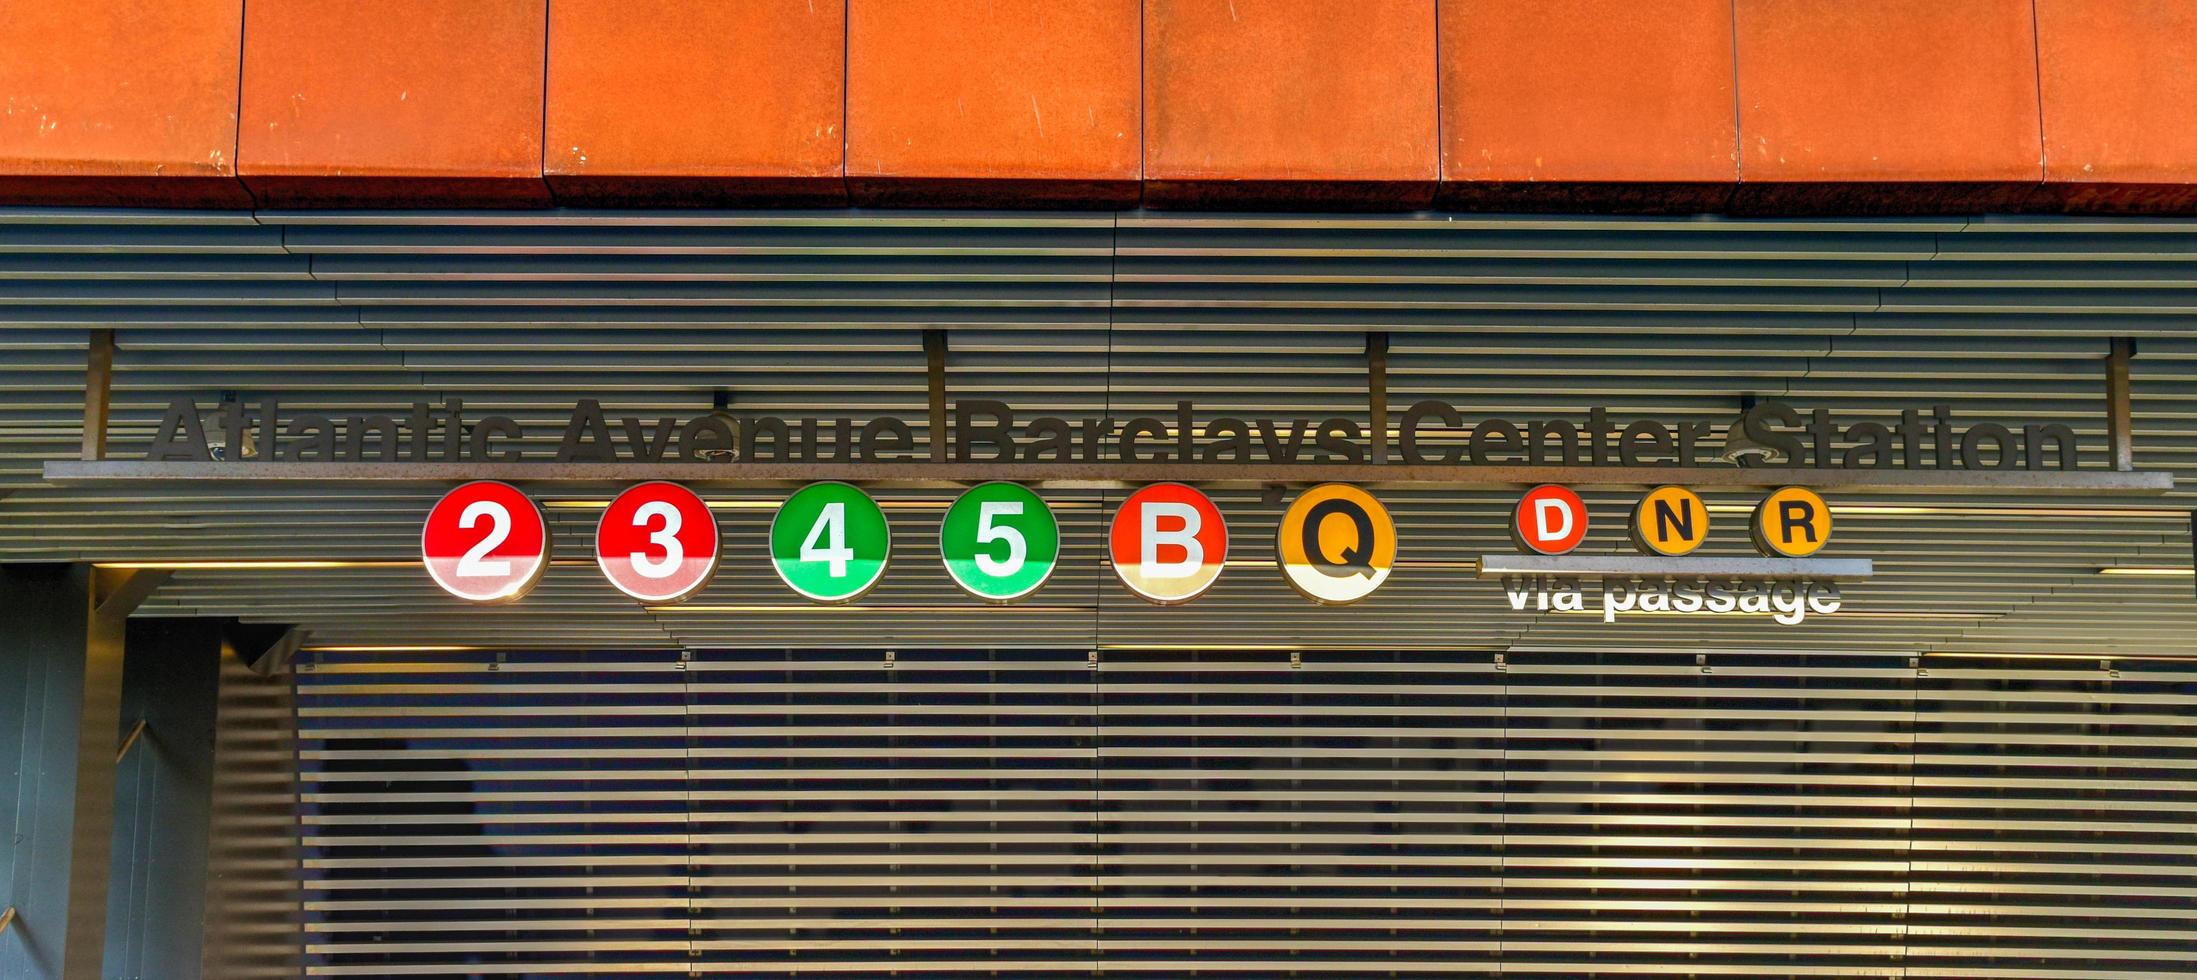 Atlantic Avenue Barclays Center Station
2 3 4 5 B Q D N R
via passage